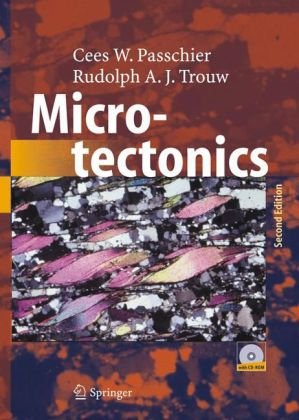 Cees W. Passchier
Rudolph A. J. Trouw
Micro-
tectonics
Second Edition
with CD-ROM
Springer